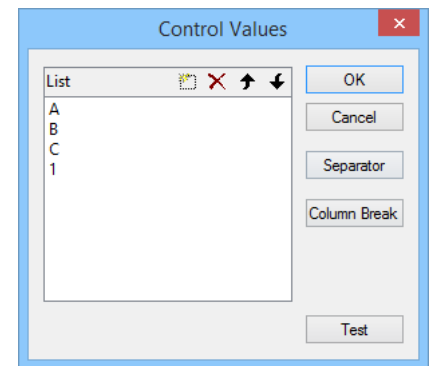 Control Values
List
A
B
C
1
OK
Cancel
Separator
Column Break
Test